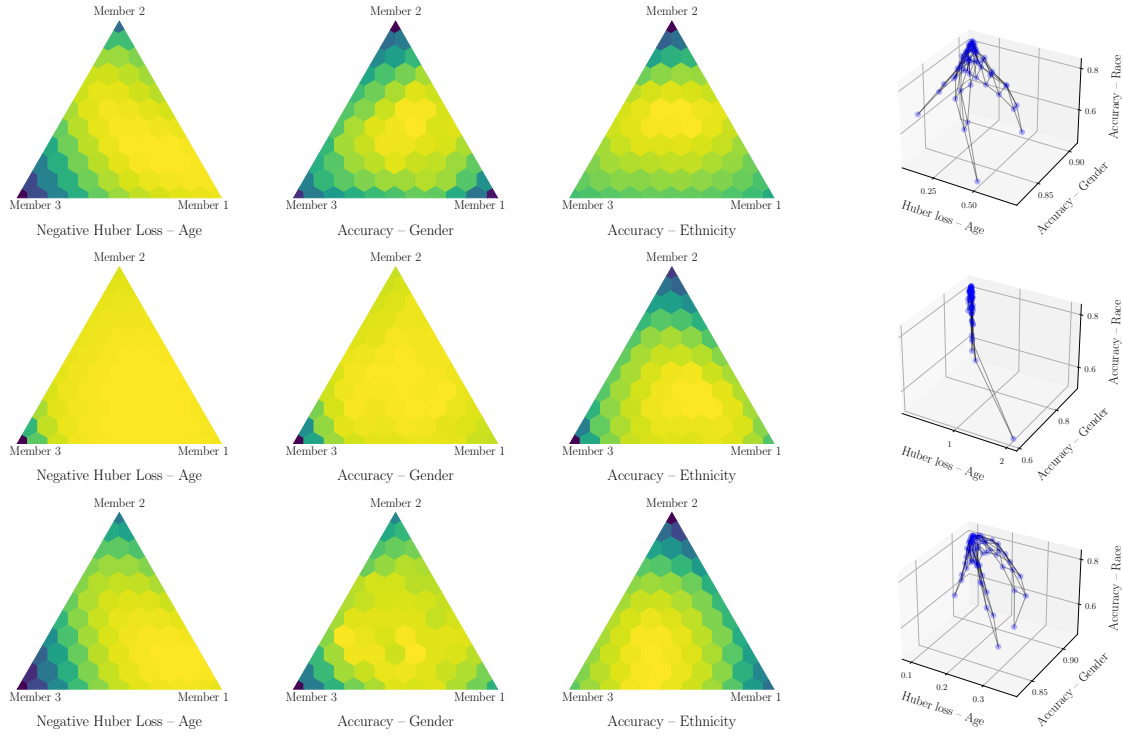 Member 2
Member 2
Member 2
Member 3
Member 1
Member 3
Member 1
Member 3
Member 1
Negative Huber Loss – Age
Accuracy – Gender
Accuracy – Ethnicity
0.8
0.6
Accuracy – Race
0.90
0.85
Accuracy – Gender
0.25
0.50
Huber loss – Age
Member 2
Member 2
Member 2
Member 3
Member 1
Member 3
Member 1
Member 3
Member 1
Negative Huber Loss – Age
Accuracy – Gender
Accuracy – Ethnicity
0.8
0.6
Accuracy – Race
0.8
0.6
Accuracy – Gender
1
2
Huber loss – Age
Member 2
Member 2
Member 2
Member 3
Member 1
Member 3
Member 1
Member 3
Member 1
Negative Huber Loss – Age
Accuracy – Gender
Accuracy – Ethnicity
0.8
0.6
Accuracy – Race
0.90
0.85
Accuracy – Gender
0.1
0.2
0.3
Huber loss – Age